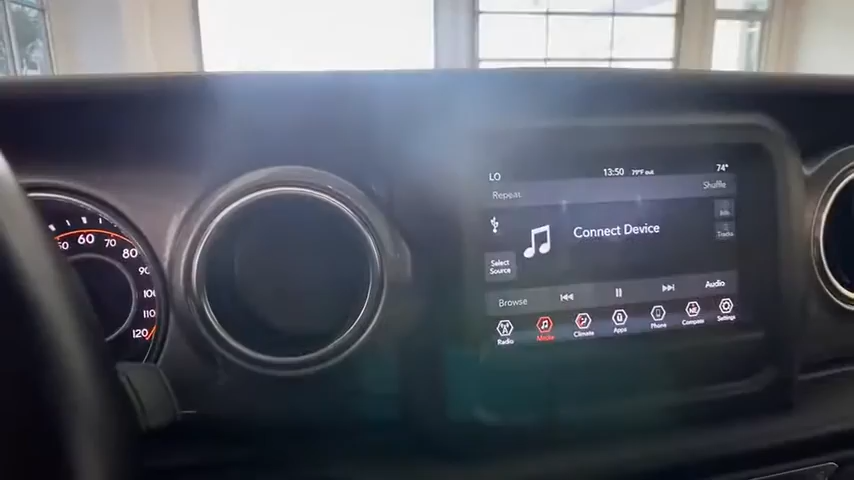 LO 13:50 79°F out 74°
Repeat Shuffle
Info
Connect Device
Tracks
Select
Source
Browse Audio
Radio Media Climate Apps Phone Compass Settings
50 60 70
80
90
100
110
120